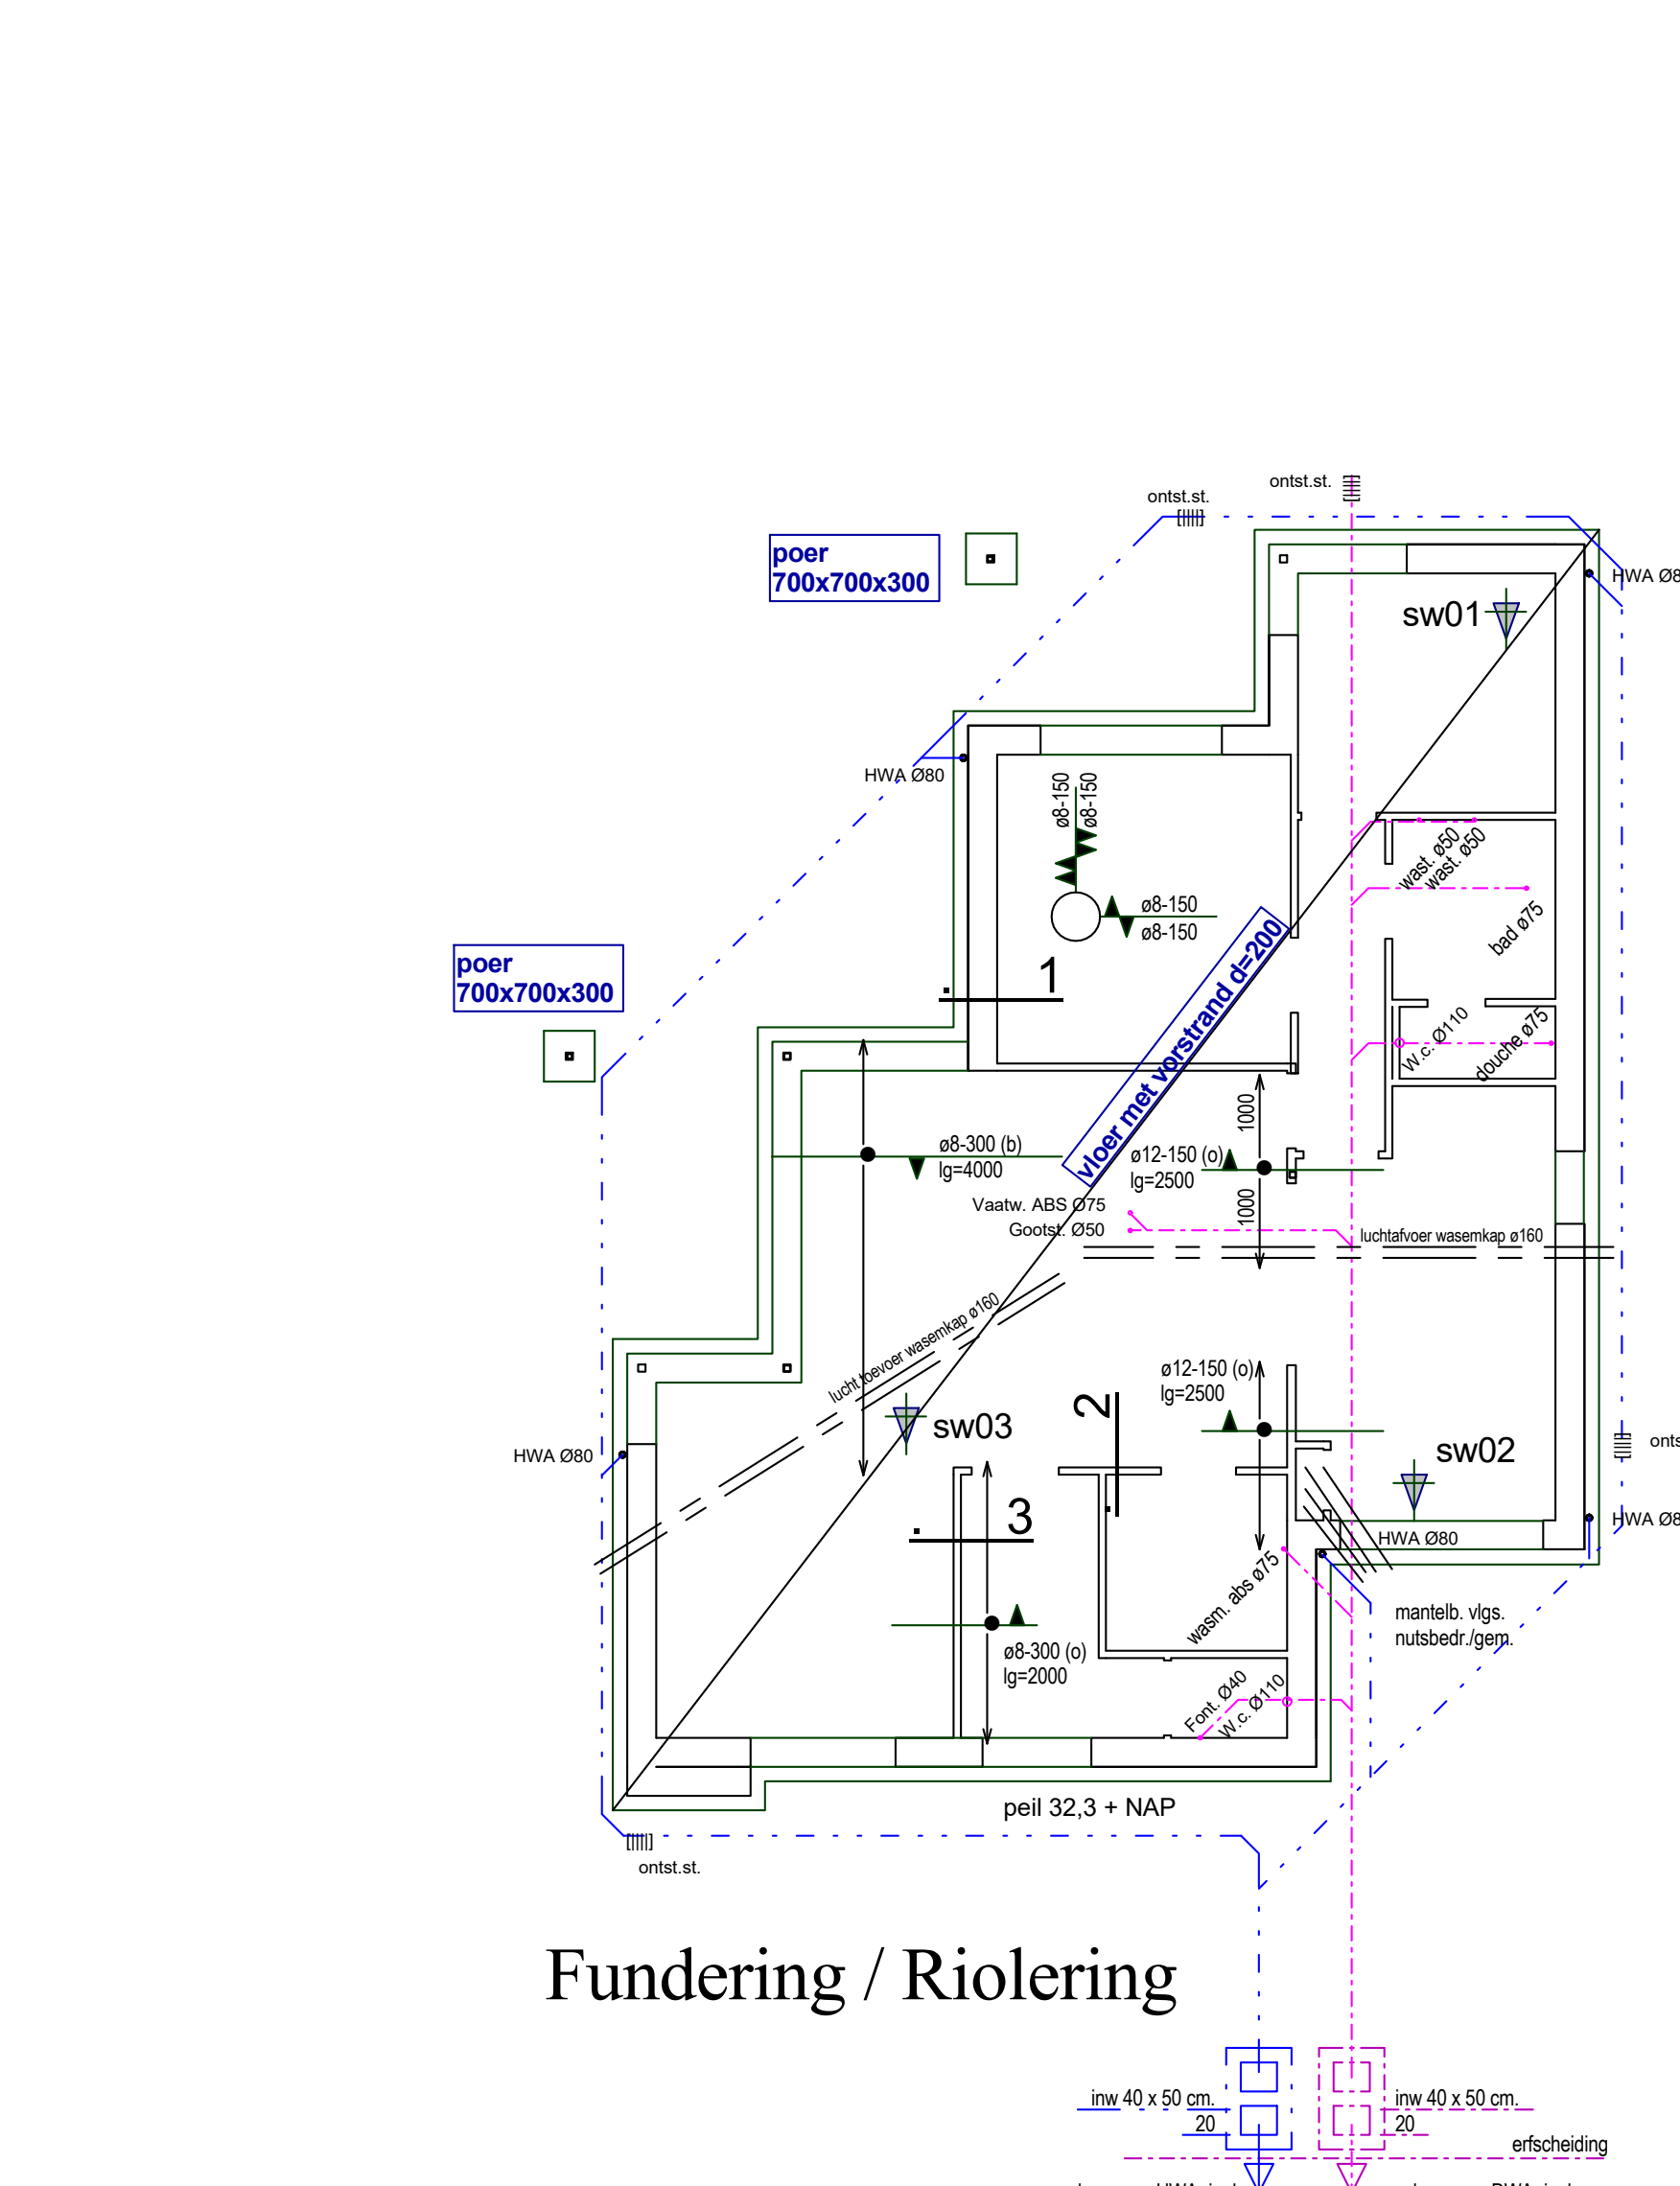 ontst.st.
ontst.st.
poer
700x700x300
HWA Ø8
sw01
HWA Ø80
ø8-150
ø8-150
wast. ø50
wast. ø50
ø8-150
ø8-150
bad ø75
poer
700x700x300
1
vloer met vorstrand d=200
W.c. Ø110
douche ø75
1000
ø8-300 (b)
lg=4000
ø12-150 (o)
lg=2500
1000
Vaatw. ABS Ø75
Gootst. Ø50
luchtafvoer wasemkap ø160
lucht toevoer wasemkap ø160
ø12-150 (o)
lg=2500
2
sw03
sw02
onts
HWA Ø80
3
HWA Ø8
HWA Ø80
wasm. abs ø75
mantelb. vlgs.
nutsbedr./gem.
ø8-300 (o)
lg=2000
Font. Ø40
W.c. Ø110
peil 32,3 + NAP
ontst.st.
Fundering / Riolering
inw 40 x 50 cm.
20
inw 40 x 50 cm.
20
erfscheiding